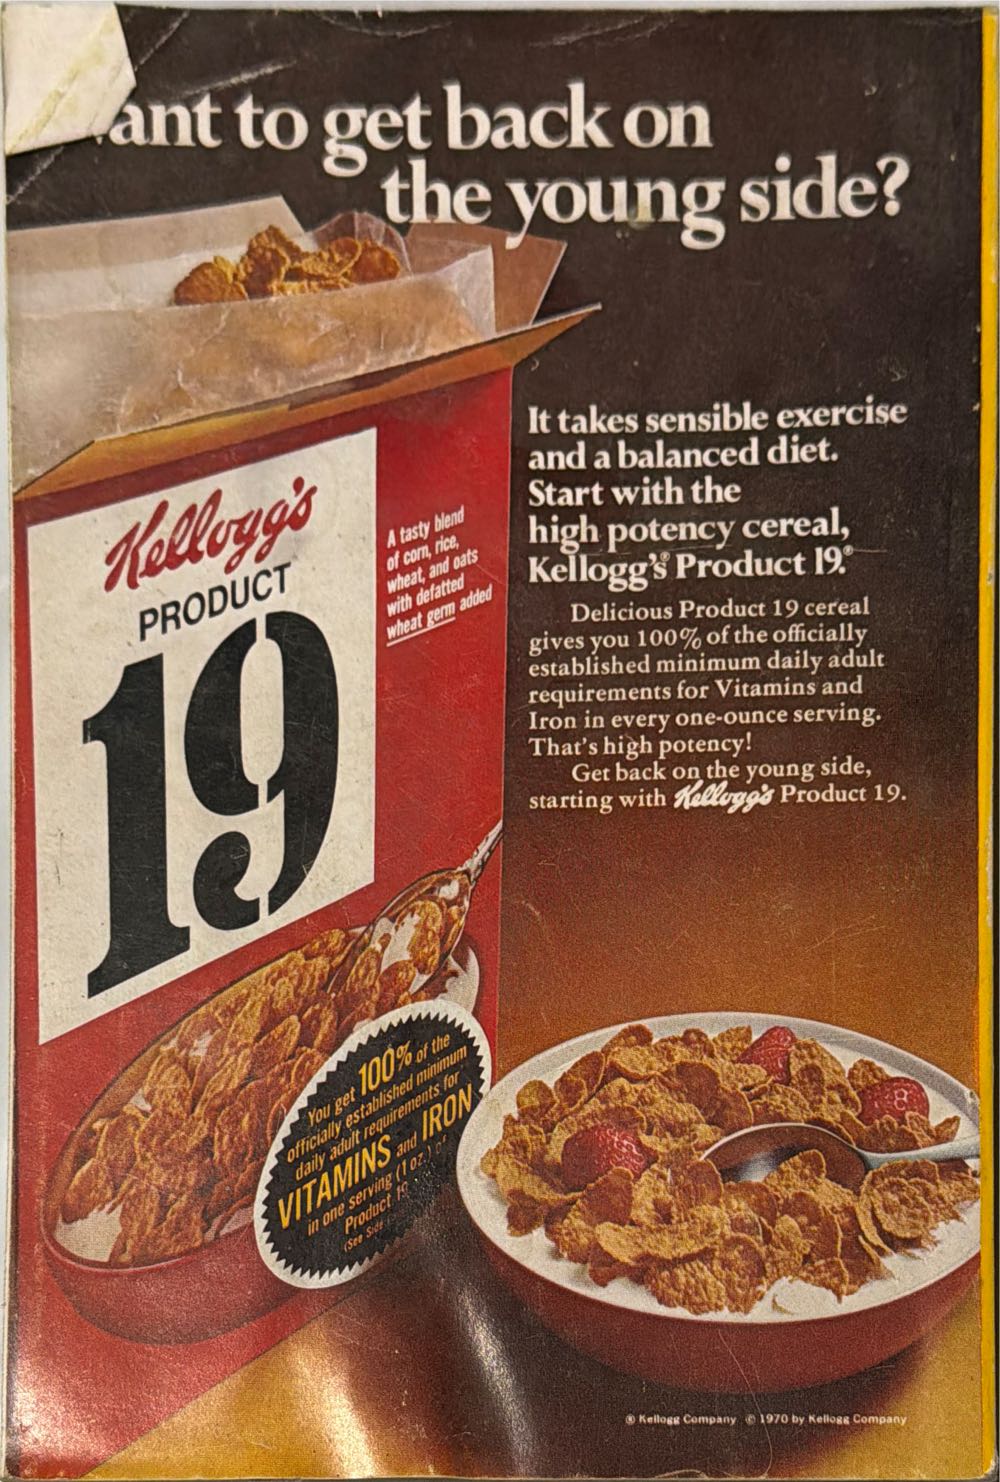 ant to get back on
the young side?
It takes sensible exercise
and a balanced diet.
Start with the
high potency cereal,
Kellogg's® Product 19.®
Delicious Product 19 cereal
gives you 100% of the officially
established minimum daily adult
requirements for Vitamins and
Iron in every one-ounce serving.
That's high potency!
Get back on the young side,
starting with Kellogg's Product 19.
Kellogg's
PRODUCT
19
A tasty blend
of corn, rice,
wheat, and oats
with defatted
wheat germ added
You get 100% of the
officially established minimum
daily adult requirements for
VITAMINS and IRON
in one serving (1 oz.) of
Product 19
(See Side
® Kellogg Company © 1970 by Kellogg Company